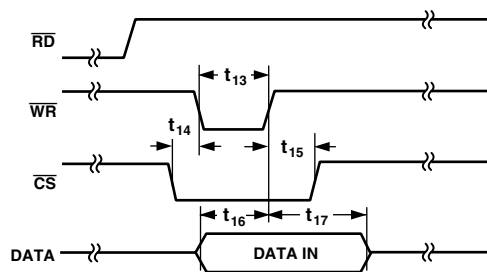 RD
t13
WR
t14
t15
CS
t16
t17
DATA
DATA IN